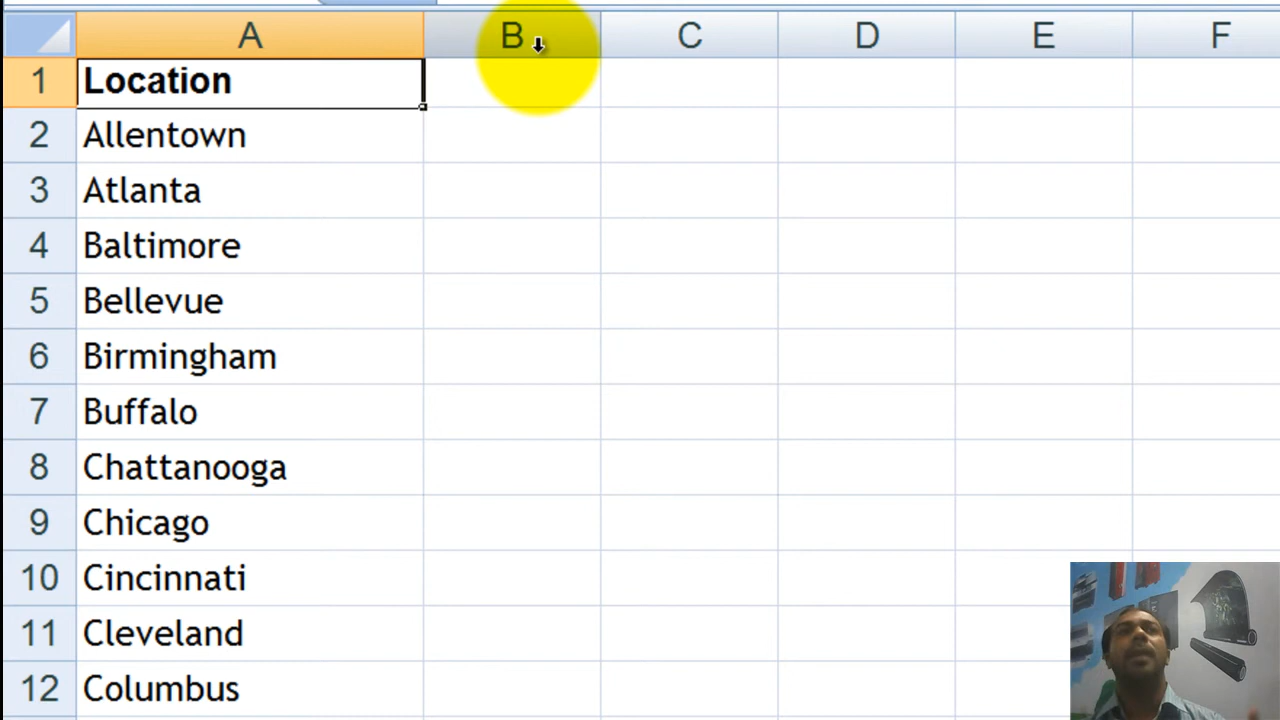 A B C D E F
1 Location
2 Allentown
3 Atlanta
4 Baltimore
5 Bellevue
6 Birmingham
7 Buffalo
8 Chattanooga
9 Chicago
10 Cincinnati
11 Cleveland
12 Columbus